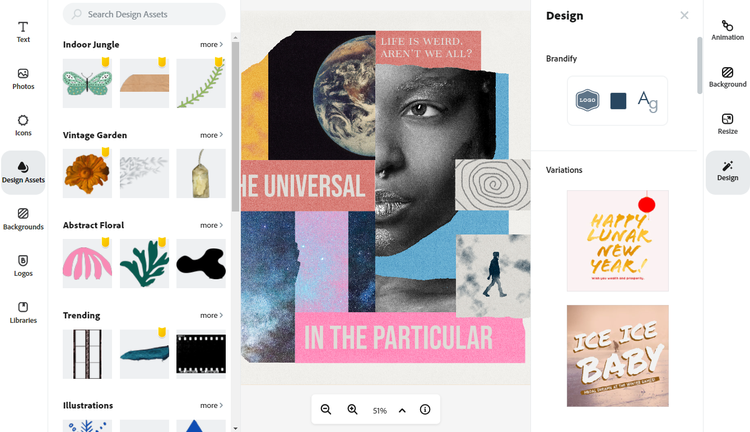 Text
Photos
Icons
Design Assets
Backgrounds
Logos
Libraries
Search Design Assets
Indoor Jungle
more >
Vintage Garden
more >
Abstract Floral
more >
Trending
more >
Illustrations
more >
LIFE IS WEIRD.
AREN'T WE ALL?
HE UNIVERSAL
IN THE PARTICULAR
51%
Design
Brandify
LOGO
Ag
Variations
HAPPY
LUNAR
NEW
YEAR!
ICE ICE
BABY
Animation
Background
Resize
Design